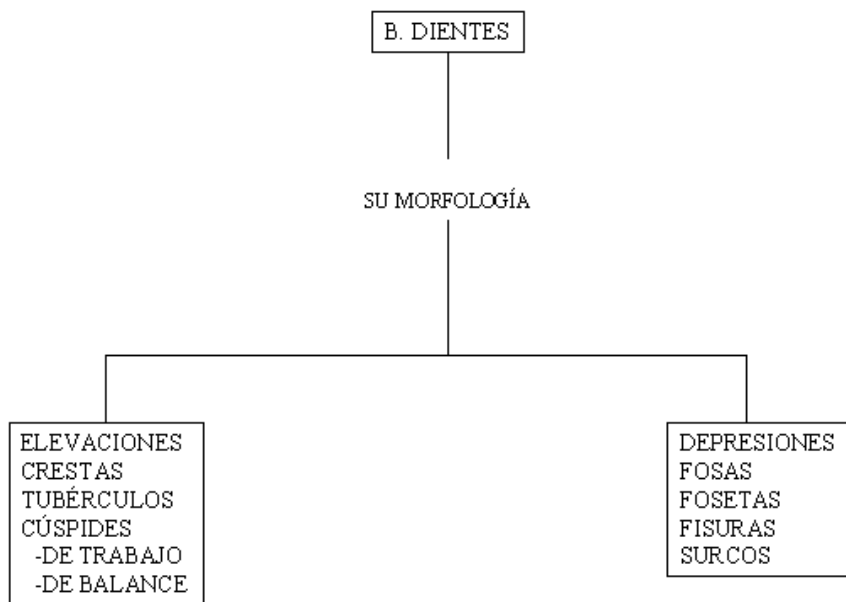 B. DIENTES
SU MORFOLOGÍA
ELEVACIONES
CRESTAS
TUBÉRCULOS
CÚSPIDES
-DE TRABAJO
-DE BALANCE
DEPRESIONES
FOSAS
FOSETAS
FISURAS
SURCOS